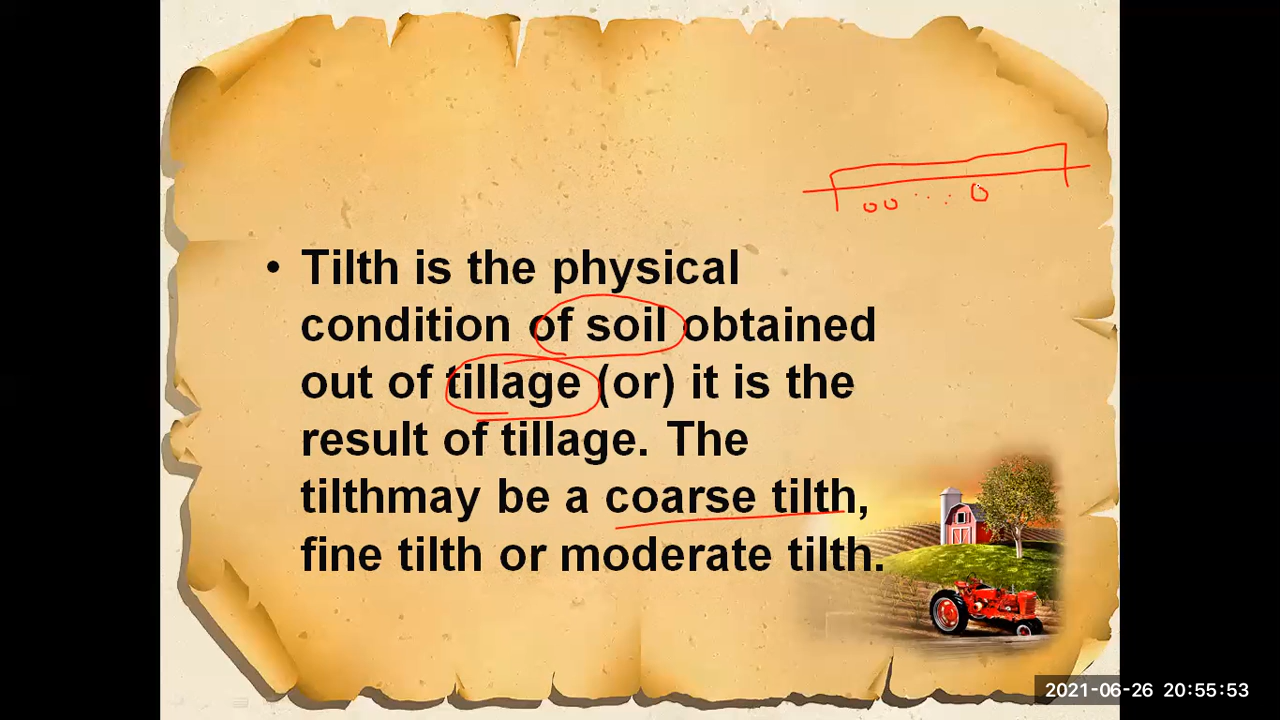 • Tilth is the physical
condition of soil obtained
out of tillage (or) it is the
result of tillage. The
tilthmay be a coarse tilth,
fine tilth or moderate tilth.
2021-06-26 20:55:53